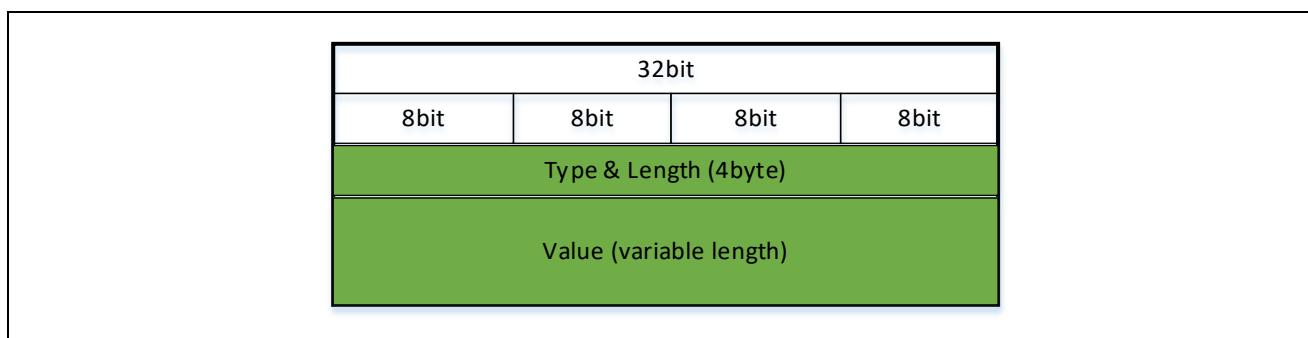 32bit
8bit 8bit 8bit 8bit
Type & Length (4byte)
Value (variable length)